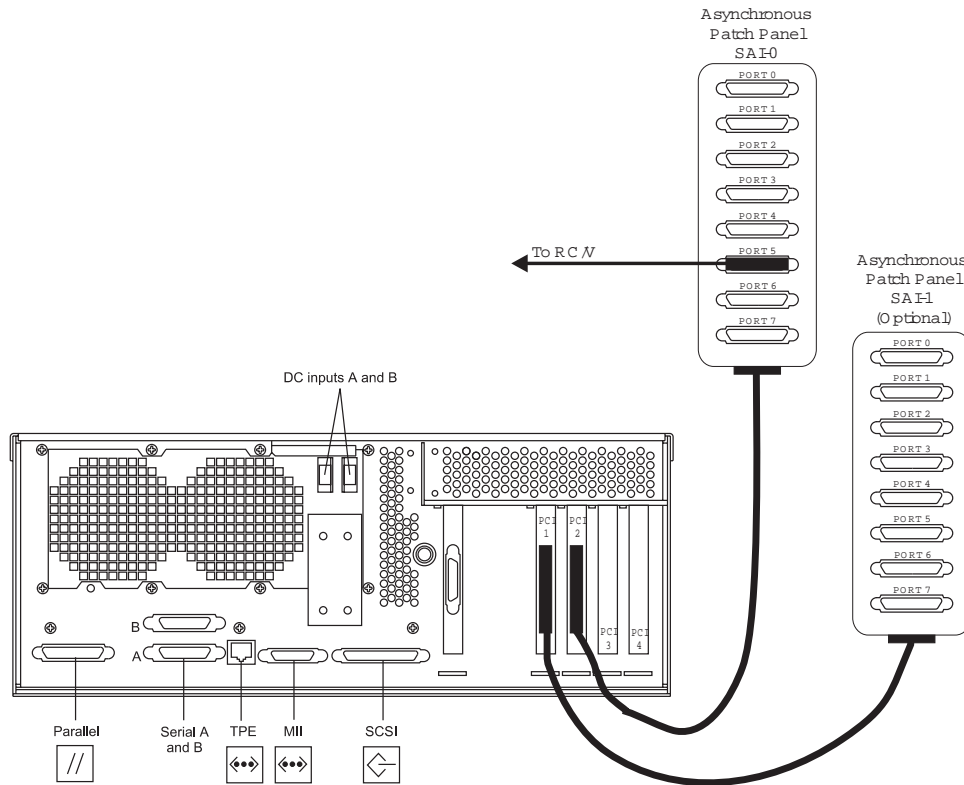 Asynchronous
Patch Panel
SAI-0
PORT 0
PORT 1
PORT 2
PORT 3
PORT 4
PORT 5
PORT 6
PORT 7
To RC/V
Asynchronous
Patch Panel
SAI-1
(Optional)
PORT 0
PORT 1
PORT 2
PORT 3
PORT 4
PORT 5
PORT 6
PORT 7
DC inputs A and B
PCI
1
PCI
2
PCI
3
PCI
4
B
A
Parallel
Serial A
and B
TPE
MII
SCSI